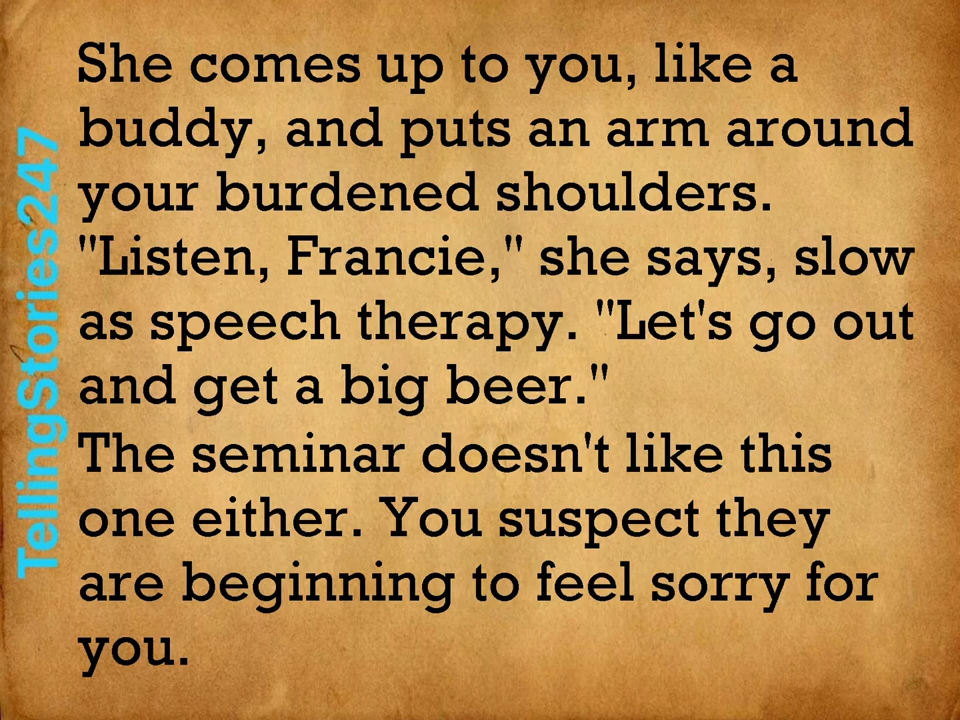 She comes up to you, like a
buddy, and puts an arm around
your burdened shoulders.
"Listen, Francie," she says, slow
as speech therapy. "Let's go out
and get a big beer."
The seminar doesn't like this
one either. You suspect they
are beginning to feel sorry for
you.
TellingStories247